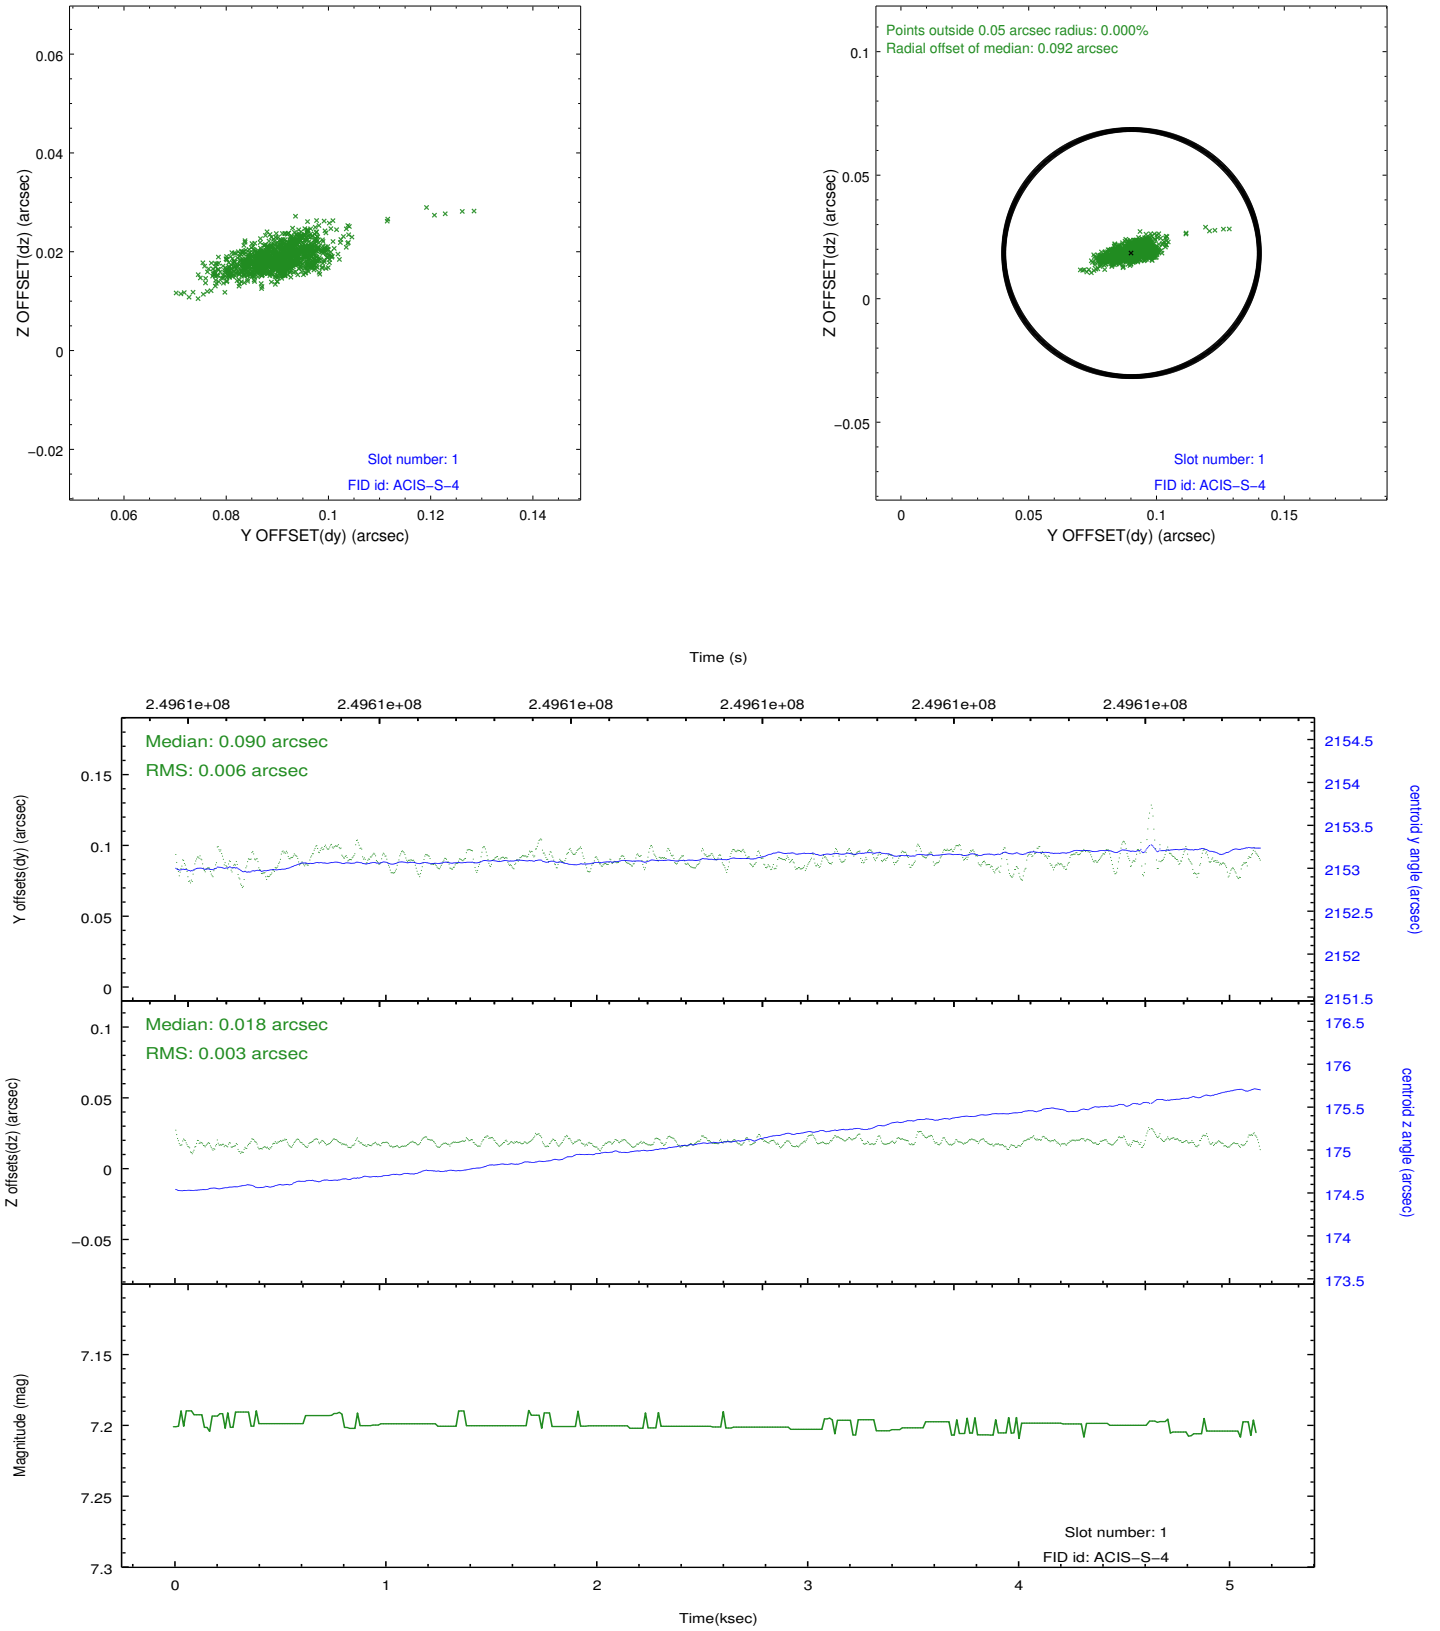 0.06
0.04
0.02
0
−0.02
Z OFFSET(dz) (arcsec)
Slot number: 1
FID id: ACIS−S−4
0.06 0.08 0.1 0.12 0.14
Y OFFSET(dy) (arcsec)
Points outside 0.05 arcsec radius: 0.000%
Radial offset of median: 0.092 arcsec
0.1
0.05
0
−0.05
Z OFFSET(dz) (arcsec)
Slot number: 1
FID id: ACIS−S−4
0 0.05 0.1 0.15
Y OFFSET(dy) (arcsec)
Time (s)
2.4961e+08 2.4961e+08 2.4961e+08 2.4961e+08 2.4961e+08 2.4961e+08
Median: 0.090 arcsec
RMS: 0.006 arcsec
0.15
0.1
0.05
0
Y offsets(dy) (arcsec)
2154.5
2154
2153.5
2153
2152.5
2152
2151.5
centroid y angle (arcsec)
Median: 0.018 arcsec
RMS: 0.003 arcsec
0.1
0.05
0
−0.05
Z offsets(dz) (arcsec)
176.5
176
175.5
175
174.5
174
173.5
centroid z angle (arcsec)
7.15
7.2
7.25
7.3
Magnitude (mag)
Slot number: 1
FID id: ACIS−S−4
0 1 2 3 4 5
Time(ksec)